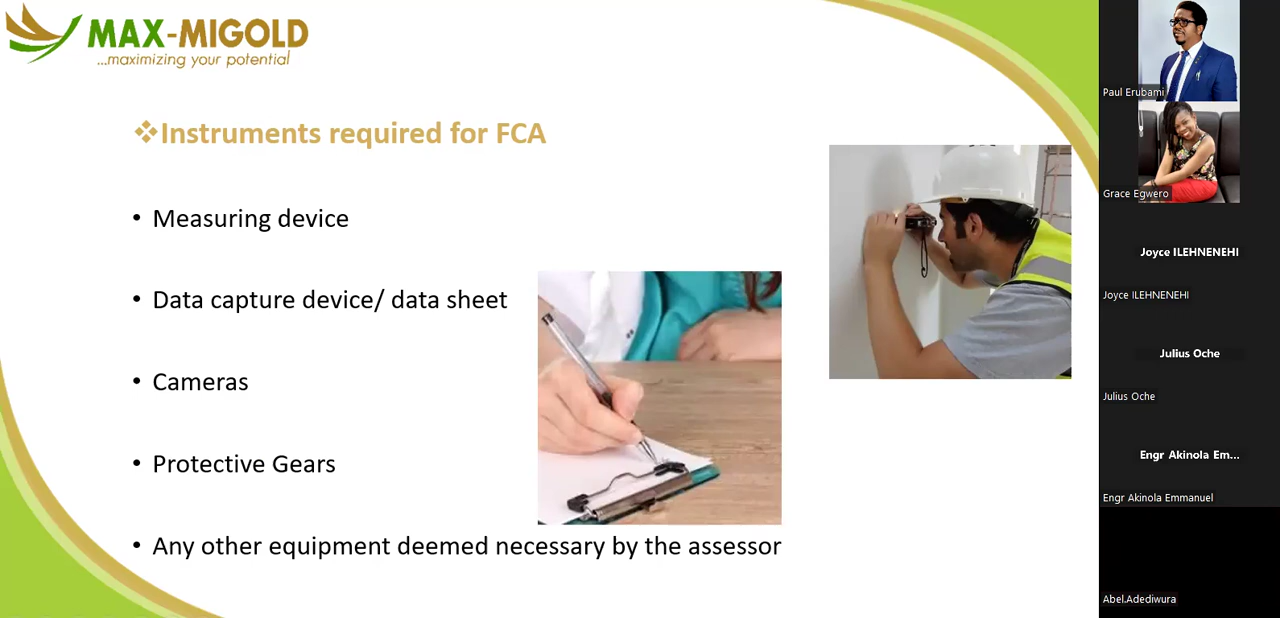 MAX-MIGOLD
...maximizing your potential
❖Instruments required for FCA
• Measuring device
• Data capture device/ data sheet
• Cameras
• Protective Gears
• Any other equipment deemed necessary by the assessor
Paul Erubami
Grace Egwero
Joyce ILEHNENEHI
Joyce ILEHNENEHI
Julius Oche
Julius Oche
Engr Akinola Em...
Engr Akinola Emmanuel
Abel.Adediwura